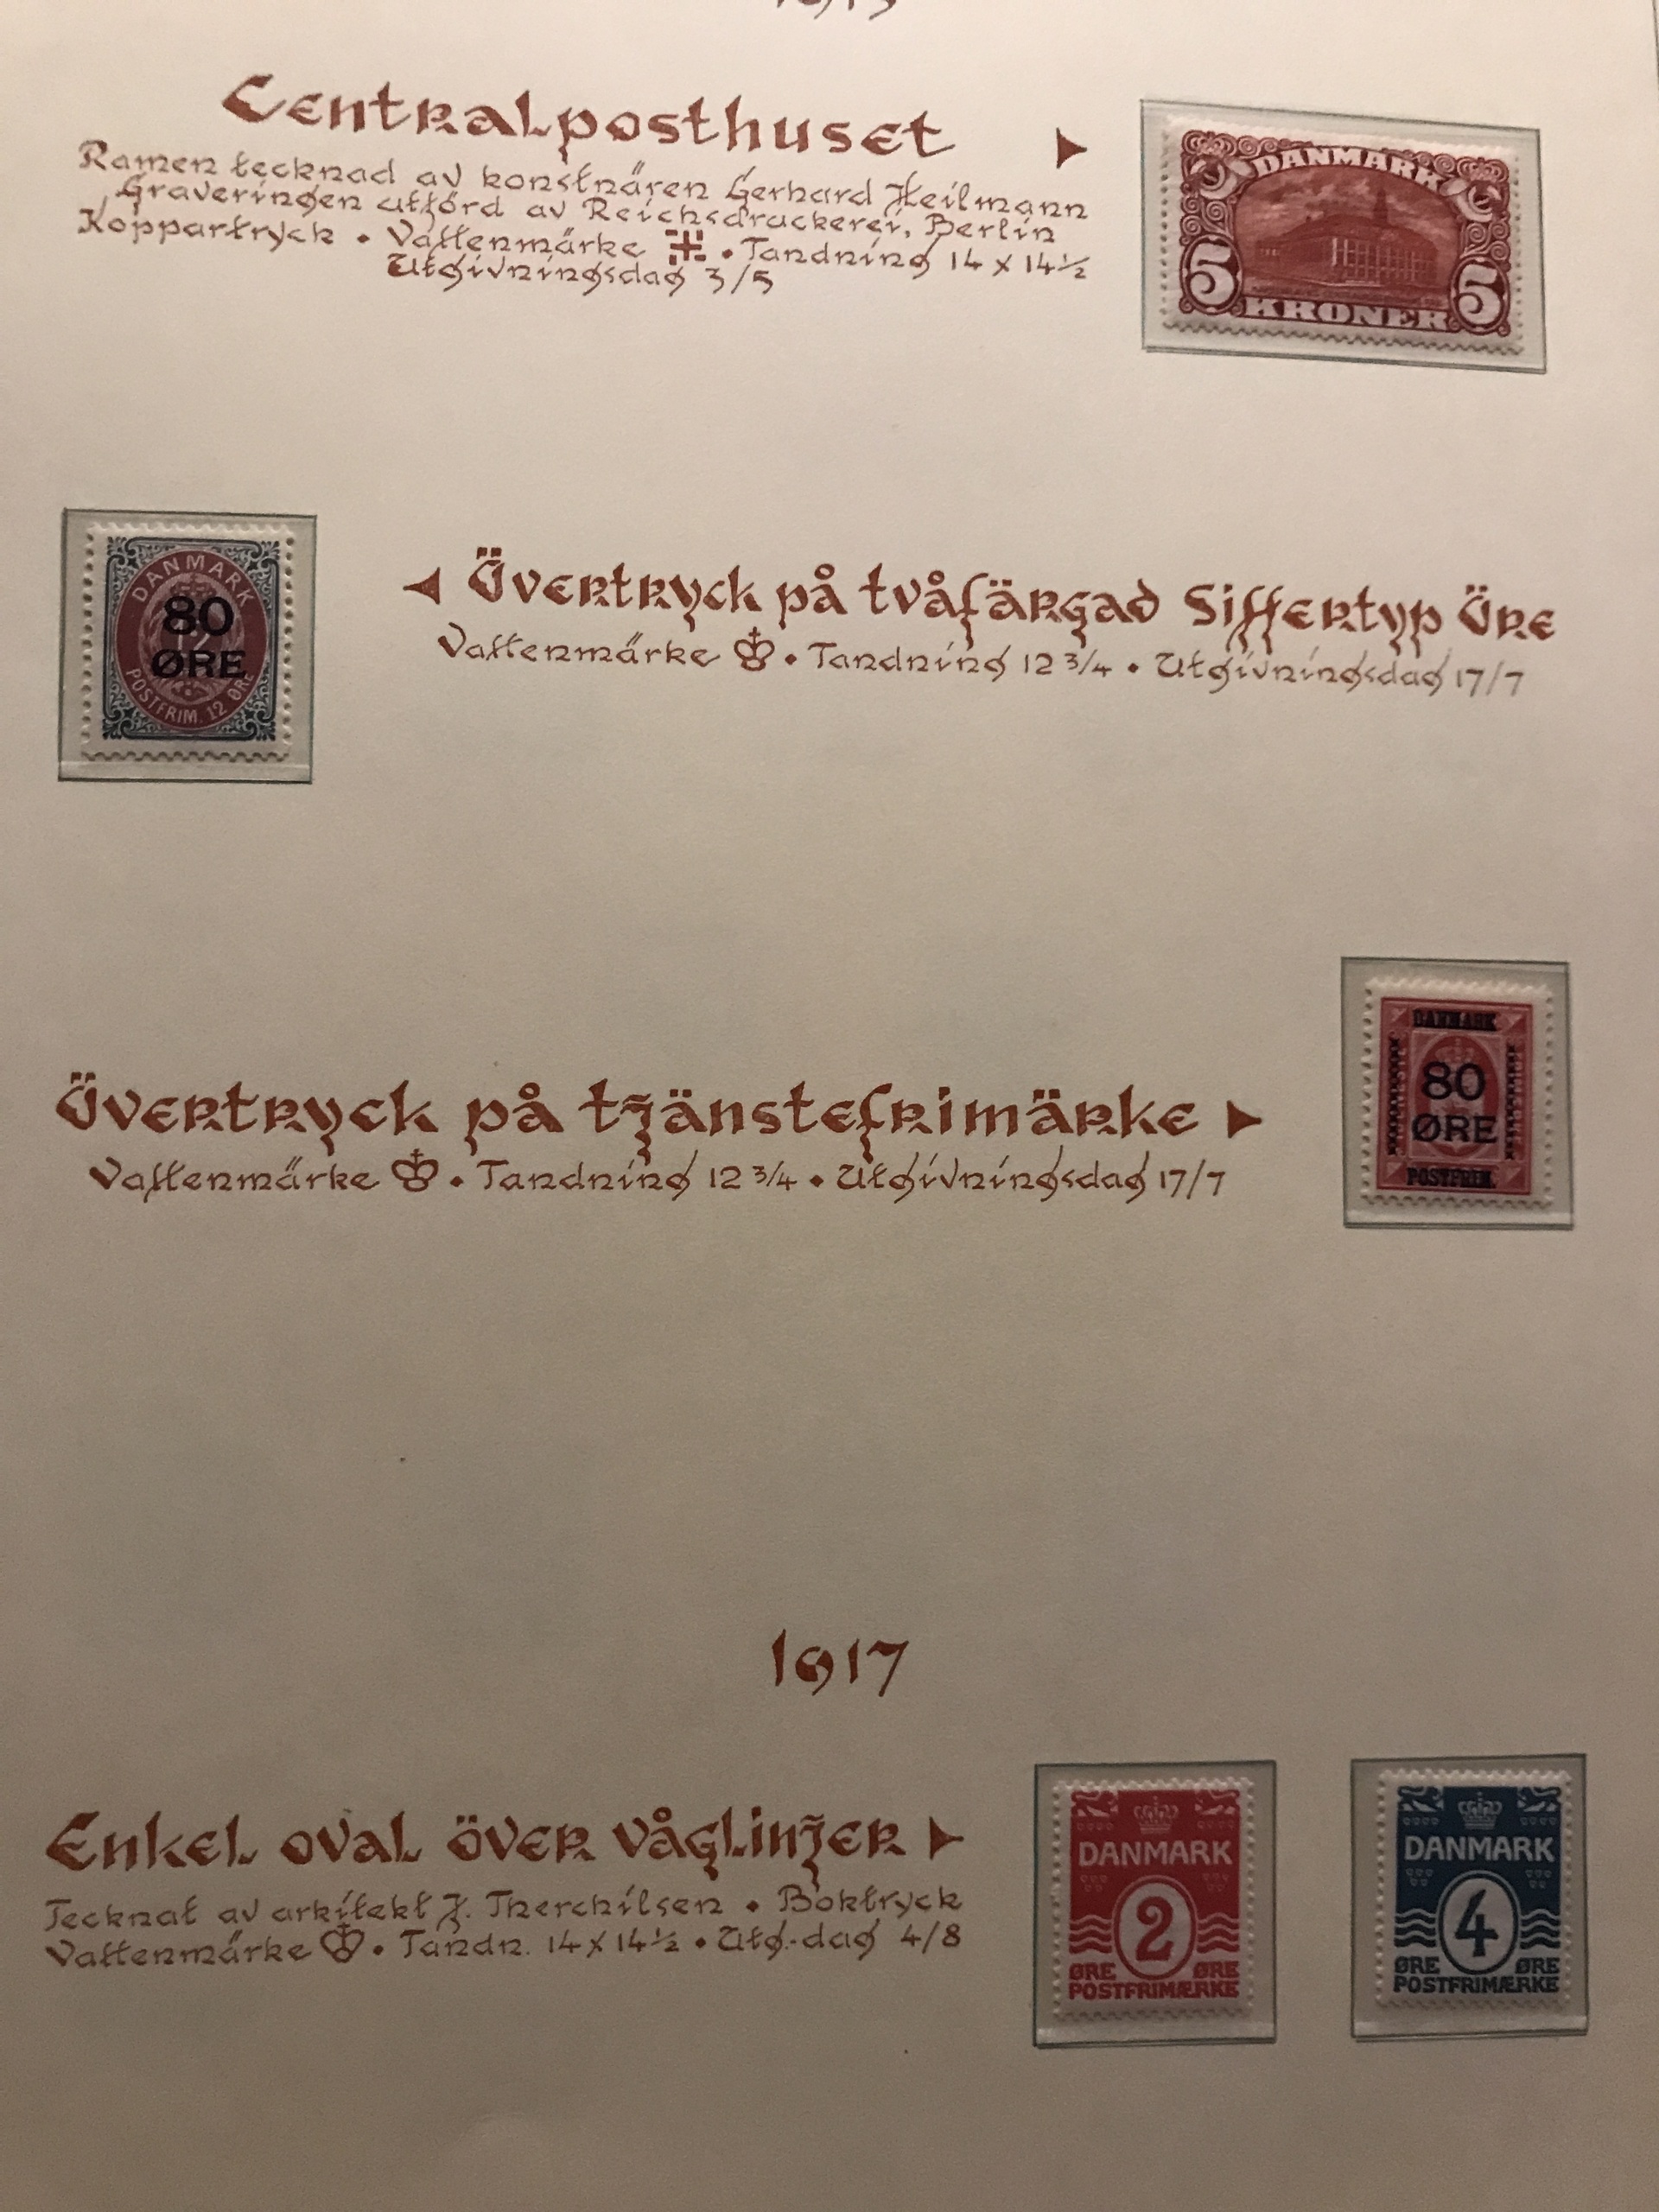 Centralposthuset
Ramen tecknad av konstnären Gerhard Heilmann
Graveringen utförd av Reichsdruckerei, Berlin
Koppartryck • Vattenmärke • Tandning 14 x 14½
Utgivningsdag 3/5
DANMARK
5 5
KRONER
DANMARK
80
ØRE
POSTFRIM. 12 ØRE
Övertryck på tvåfärgad Siffertyp Öre
Vattenmärke • Tandning 12 3/4 • Utgivningsdag 17/7
Övertryck på tjänstefrimärke
Vattenmärke • Tandning 12 3/4 • Utgivningsdag 17/7
DANMARK
80
ØRE
POSTFRIM.
1917
Enkel oval över våglinjer
Tecknat av arkitekt J. Therchilsen • Boktryck
Vattenmärke • Tandn. 14 x 14½ • Utg.-dag 4/8
DANMARK
2
ØRE ØRE
POSTFRIMÆRKE
DANMARK
4
ØRE ØRE
POSTFRIMÆRKE